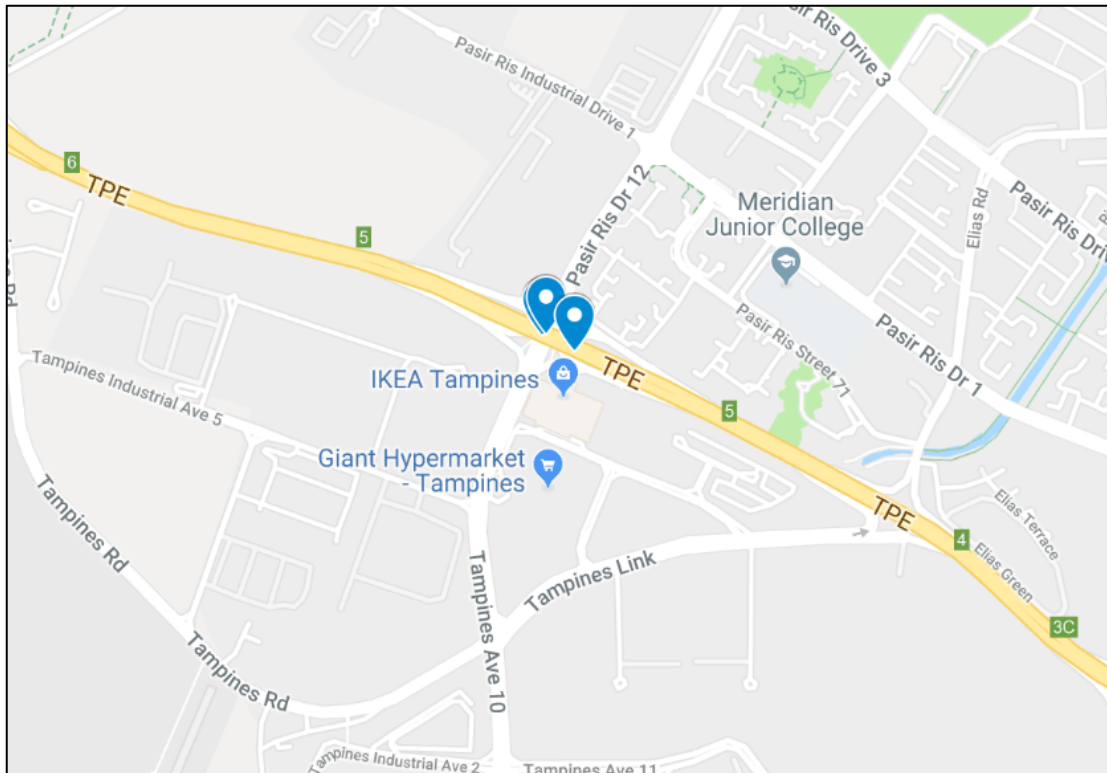 Pasir Ris Drive 3
Pasir Ris Industrial Drive 1
6
TPE
5
Pasir Ris Dr 12
Meridian
Junior College
Elias Rd
Pasir Ris Driv
Pasir Ris Dr 1
Pasir Ris Street 71
IKEA Tampines
TPE
5
Tampines Industrial Ave 5
Giant Hypermarket
- Tampines
Tampines Rd
Tampines Rd
Tampines Ave 10
Tampines Link
TPE
4
Elias Terrace
Elias Green
3C
Tampines Industrial Ave 2
Tampines Ave 11